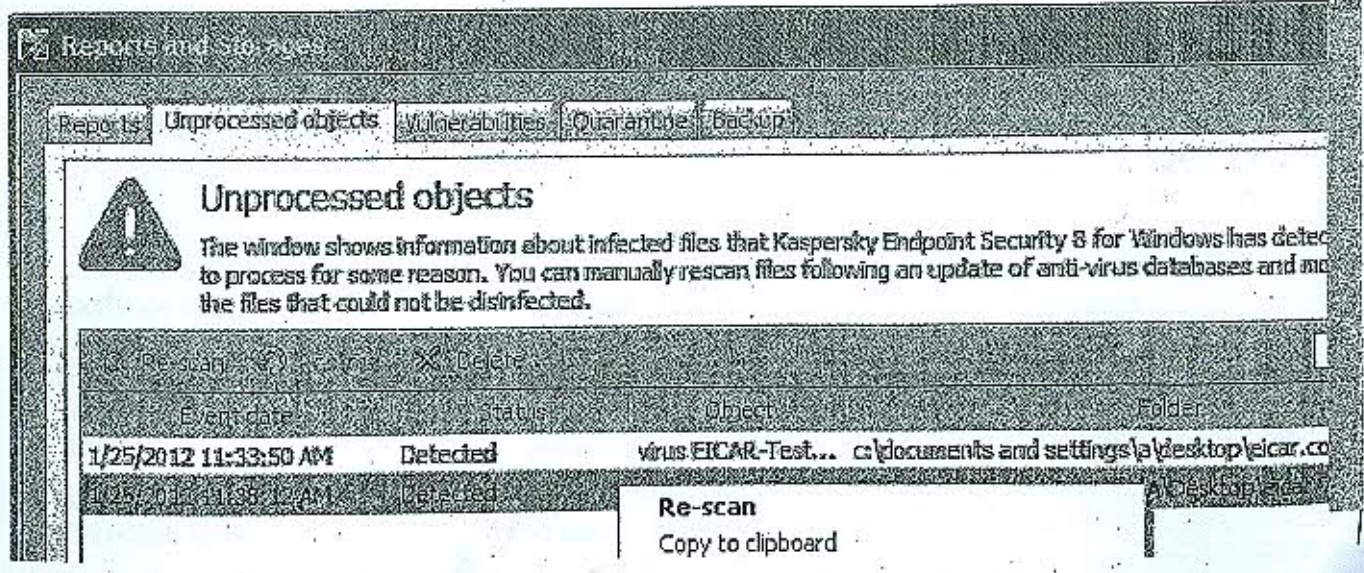 Reports and Storages
Reports Unprocessed objects Vulnerabilities Quarantine Backup
Unprocessed objects
The window shows information about infected files that Kaspersky Endpoint Security 8 for Windows has detec
to process for some reason. You can manually rescan files following an update of anti-virus databases and mo
the files that could not be disinfected.
Re-scan Delete
Event date Status Object Folder
1/25/2012 11:33:50 AM Detected virus EICAR-Test... c:\documents and settings\a\desktop\eicar.co
Detected
Re-scan
Copy to clipboard